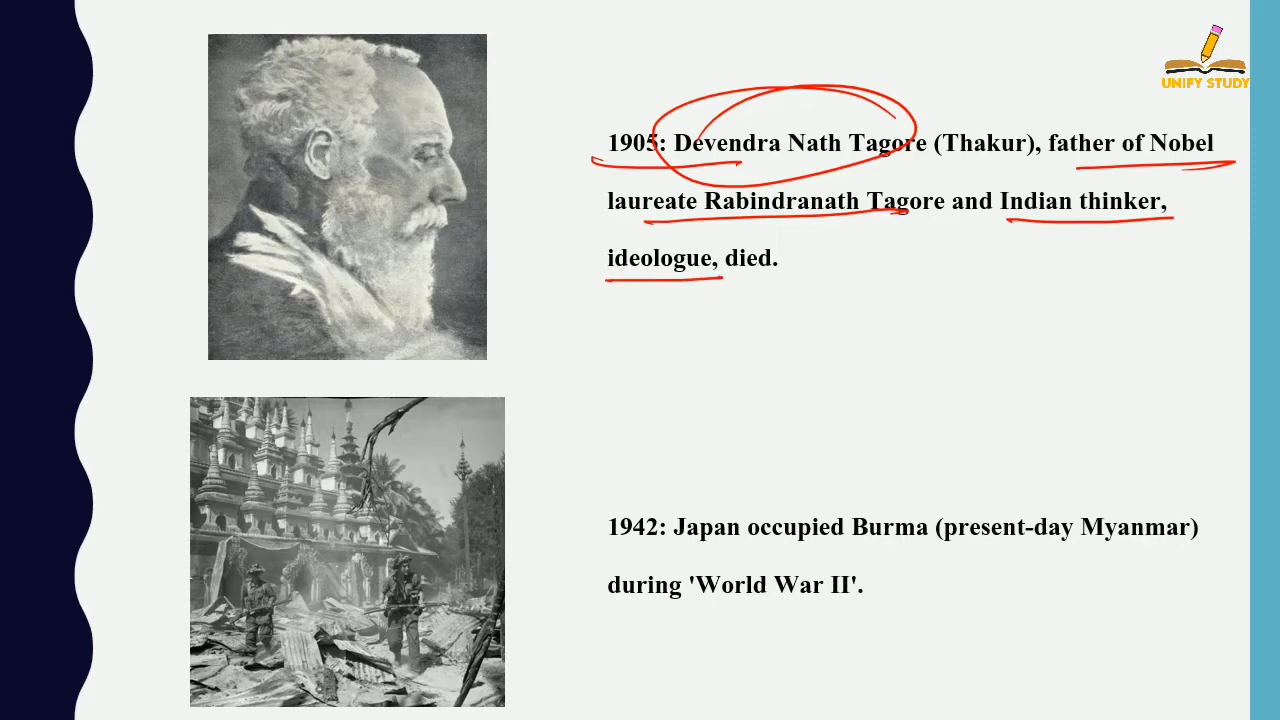 UNIFY STUDY
1905: Devendra Nath Tagore (Thakur), father of Nobel
laureate Rabindranath Tagore and Indian thinker,
ideologue, died.
1942: Japan occupied Burma (present-day Myanmar)
during 'World War II'.